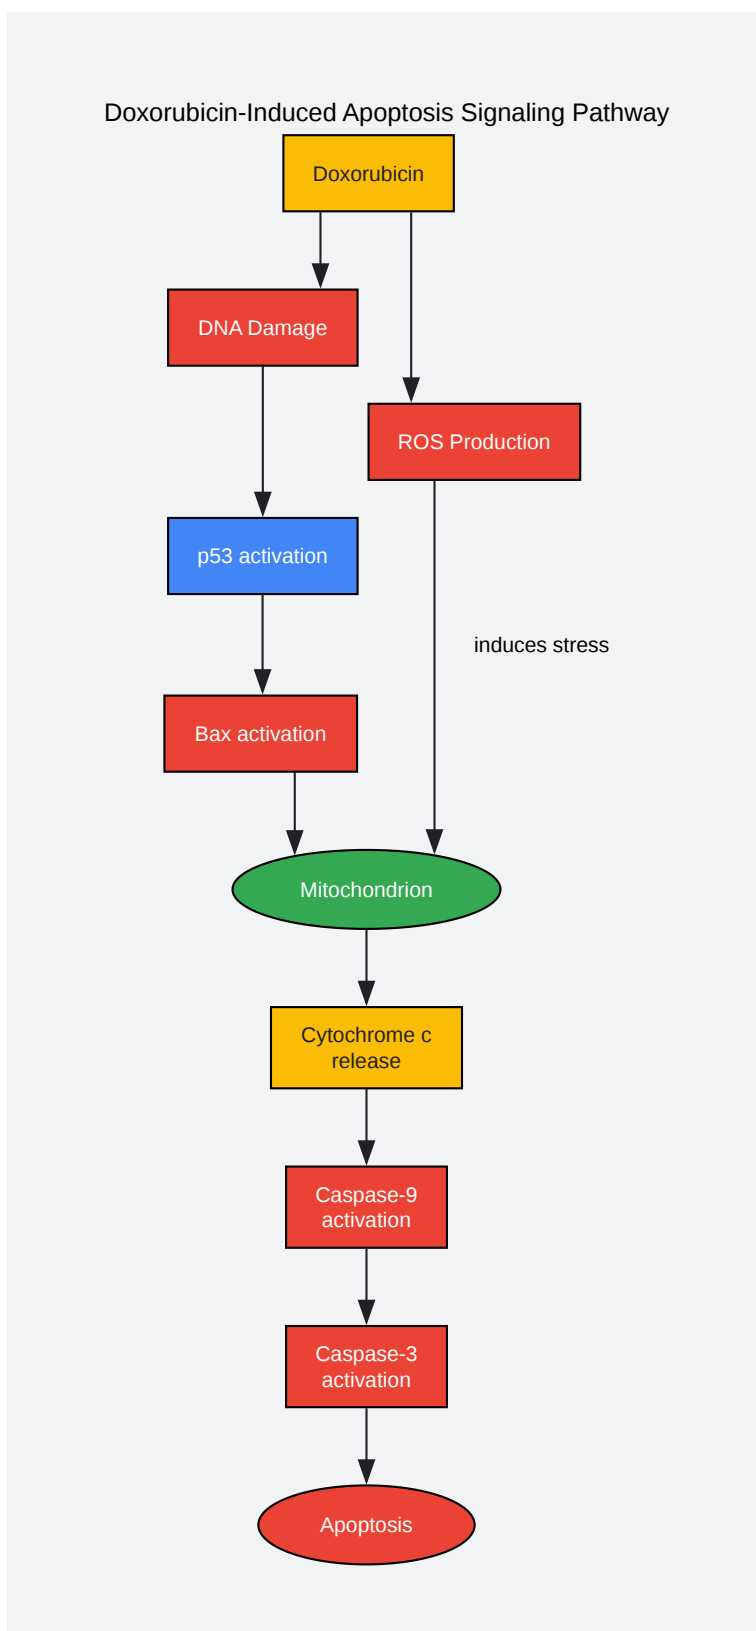 Doxorubicin-Induced Apoptosis Signaling Pathway
Doxorubicin
DNA Damage
ROS Production
p53 activation
induces stress
Bax activation
Mitochondrion
Cytochrome c
release
Caspase-9
activation
Caspase-3
activation
Apoptosis